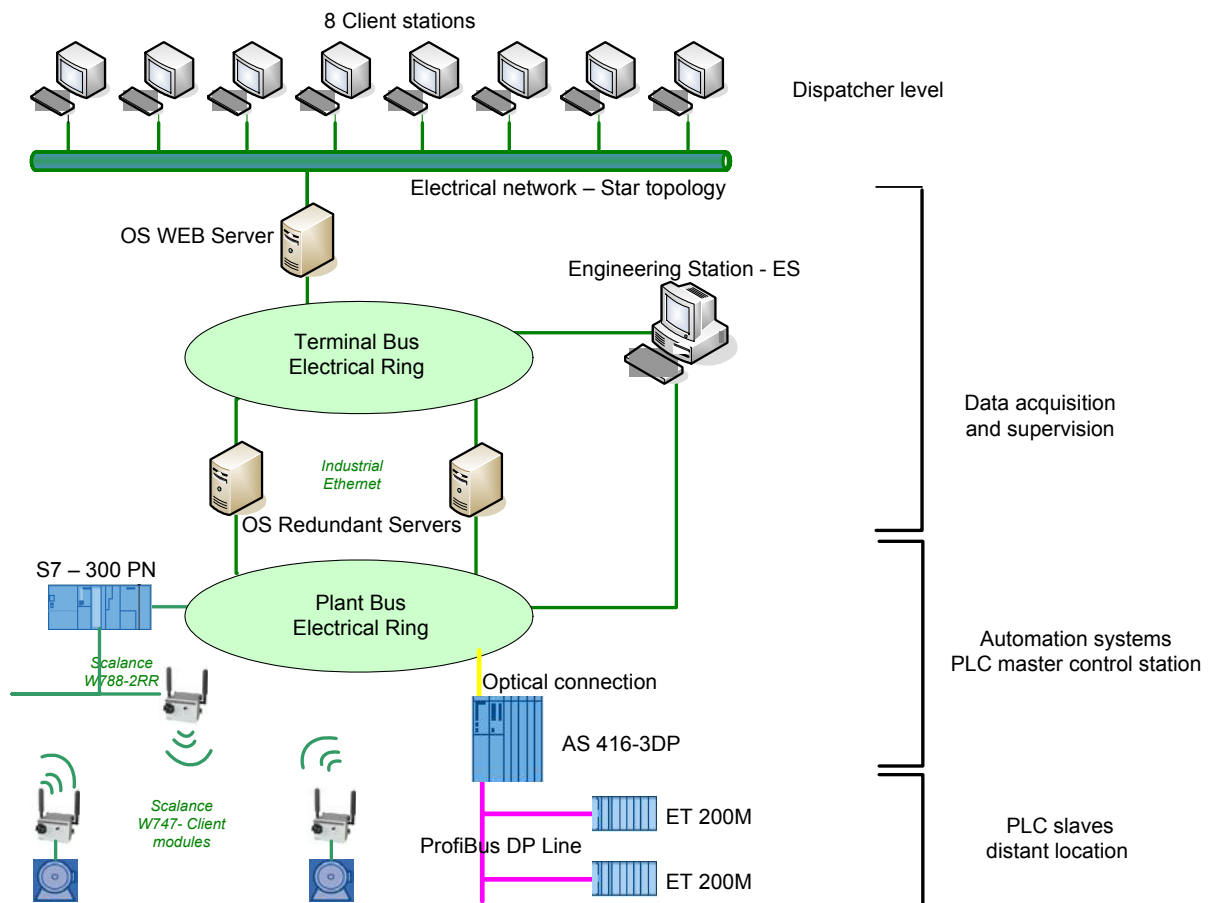 8 Client stations
Dispatcher level
Electrical network – Star topology
OS WEB Server
Engineering Station - ES
Terminal Bus
Electrical Ring
Data acquisition
and supervision
Industrial
Ethernet
OS Redundant Servers
S7 – 300 PN
Plant Bus
Electrical Ring
Automation systems
PLC master control station
Scalance
W788-2RR
Optical connection
AS 416-3DP
Scalance
W747- Client
modules
ET 200M
PLC slaves
distant location
ProfiBus DP Line
ET 200M